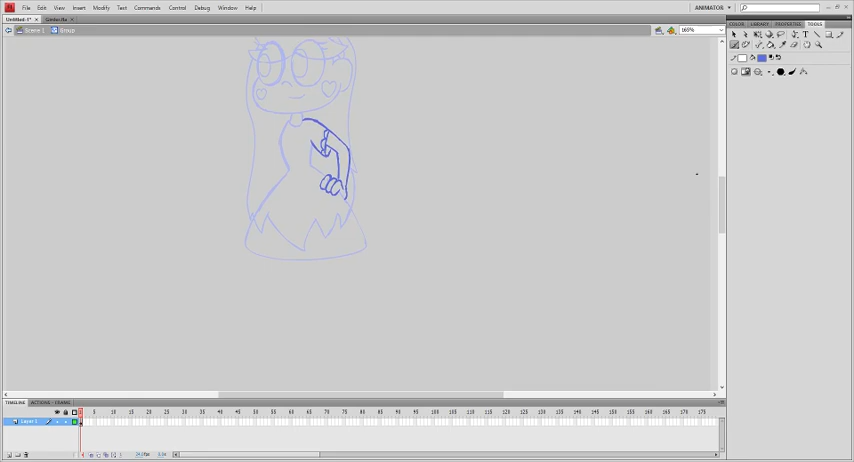 FL File Edit View Insert Modify Text Commands Control Debug Window Help ANIMATOR
Untitled-1*
Scene 1 Group 165%
COLOR LIBRARY PROPERTIES TOOLS
TIMELINE ACTIONS - FRAME
5 10 15 20 25 30 35 40 45 50 55 60 65 70 75 80 85 90 95 100 105 110 115 120 125 130 135 140 145 150 155 160 165 170 175
Layer 1